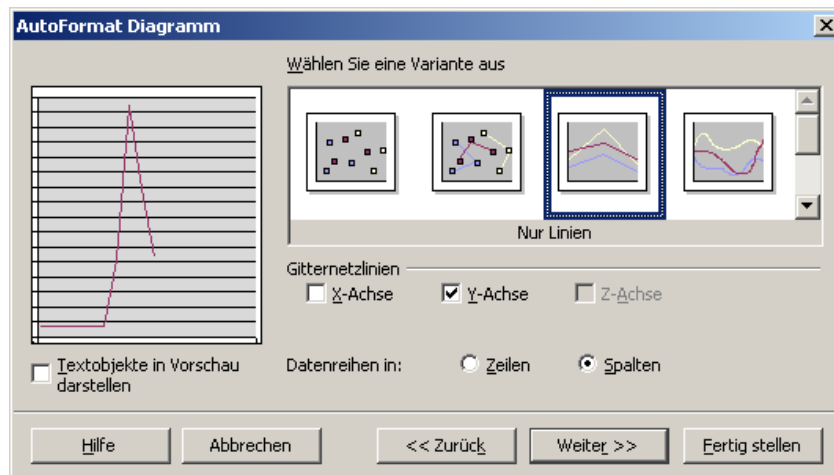 AutoFormat Diagramm
Wählen Sie eine Variante aus
Nur Linien
Gitternetzlinien
X-Achse Y-Achse Z-Achse
Textobjekte in Vorschau
darstellen
Datenreihen in: Zeilen Spalten
Hilfe Abbrechen << Zurück Weiter >> Fertig stellen